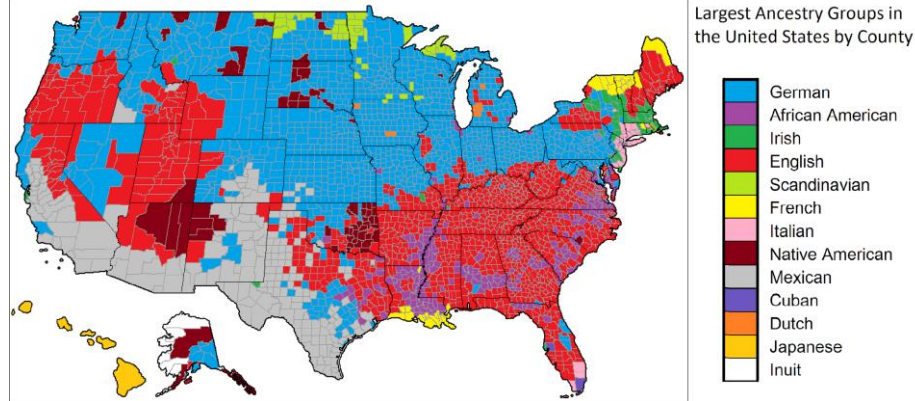 Largest Ancestry Groups in
the United States by County
German
African American
Irish
English
Scandinavian
French
Italian
Native American
Mexican
Cuban
Dutch
Japanese
Inuit